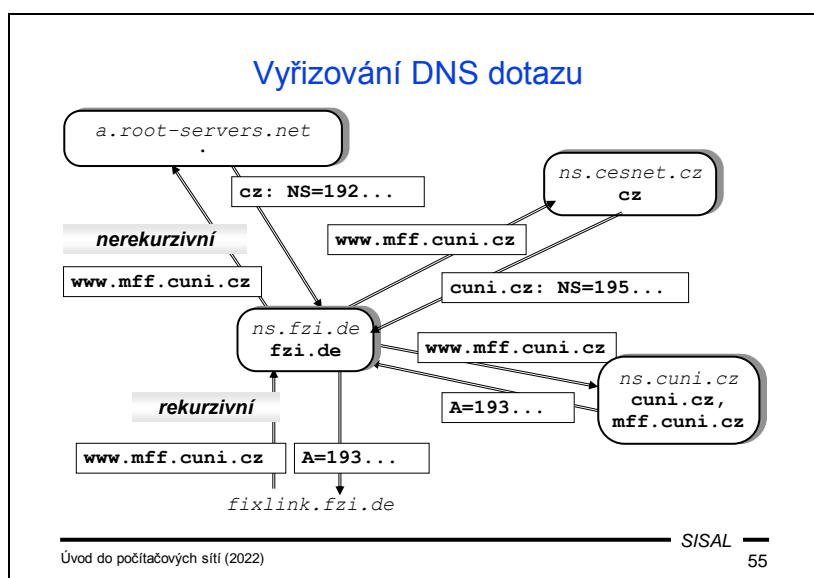 Vyřizování DNS dotazu
a.root-servers.net
.
cz: NS=192...
ns.cesnet.cz
cz
nerekurzivní
www.mff.cuni.cz
www.mff.cuni.cz
cuni.cz: NS=195...
ns.fzi.de
fzi.de
www.mff.cuni.cz
ns.cuni.cz
cuni.cz,
mff.cuni.cz
rekurzivní
A=193...
www.mff.cuni.cz
A=193...
fixlink.fzi.de
SISAL
Úvod do počítačových sítí (2022)
55